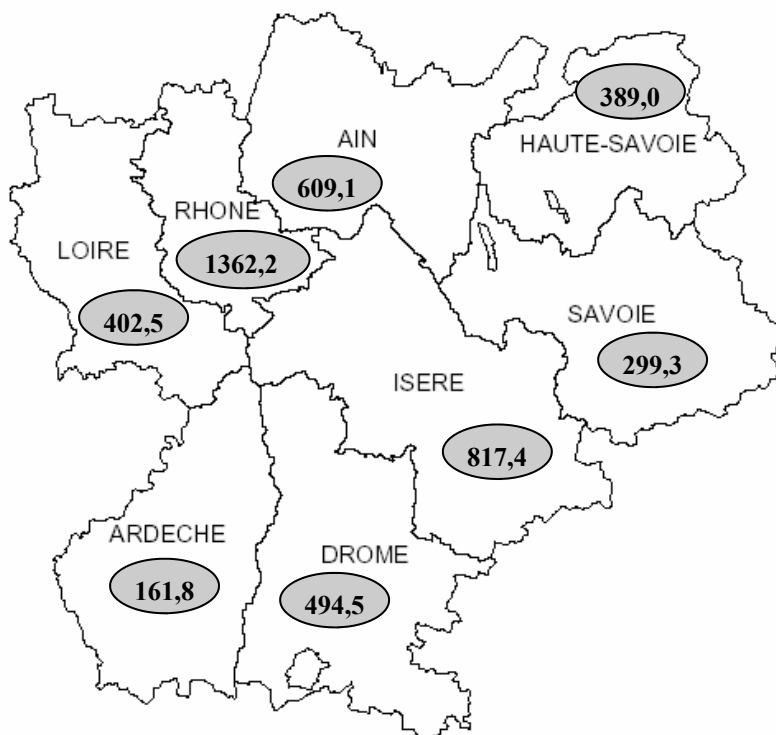 389,0
HAUTE-SAVOIE
AIN
609,1
RHONE
1362,2
LOIRE
402,5
SAVOIE
299,3
ISERE
817,4
ARDECHE
161,8
DROME
494,5